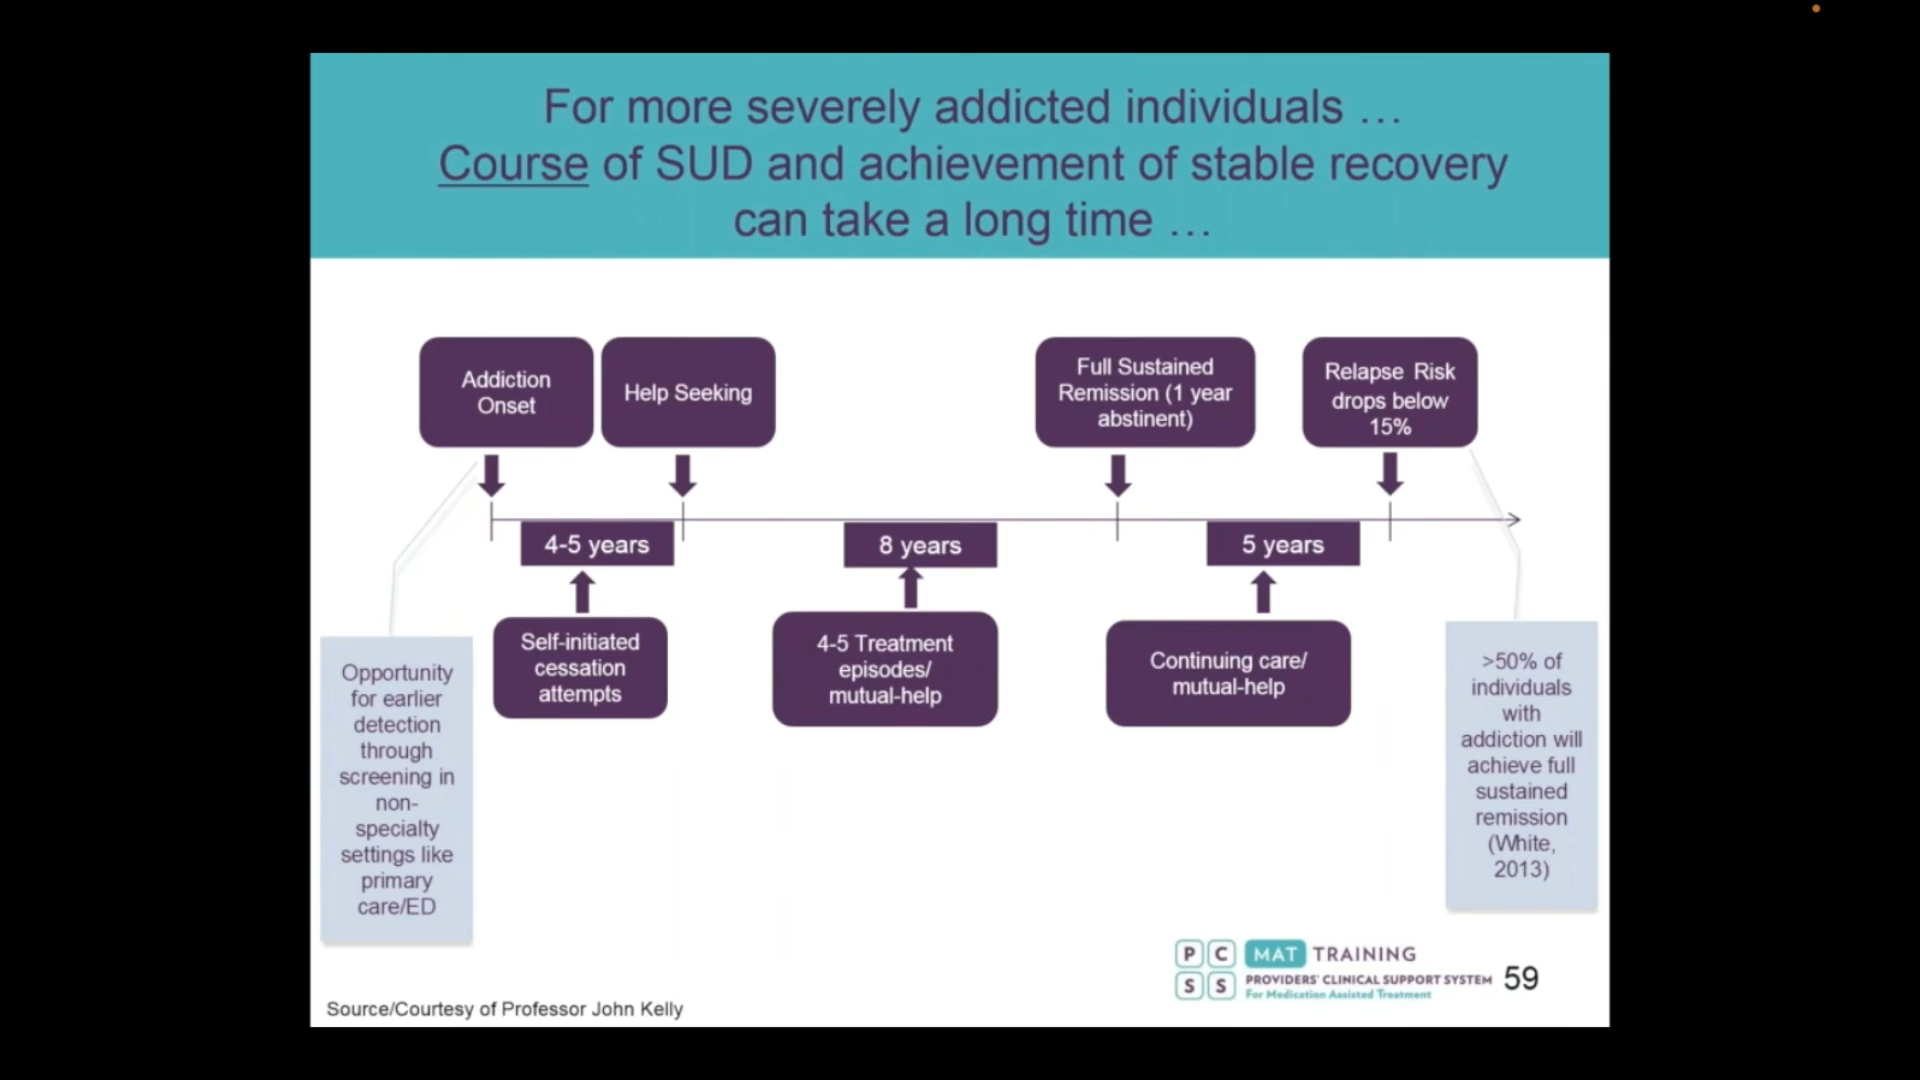 For more severely addicted individuals …
Course of SUD and achievement of stable recovery
can take a long time …
Addiction
Onset
Help Seeking
Full Sustained
Remission (1 year
abstinent)
Relapse Risk
drops below
15%
4-5 years
8 years
5 years
Self-initiated
cessation
attempts
4-5 Treatment
episodes/
mutual-help
Continuing care/
mutual-help
Opportunity
for earlier
detection
through
screening in
non-
specialty
settings like
primary
care/ED
>50% of
individuals
with
addiction will
achieve full
sustained
remission
(White,
2013)
PCSS
MAT TRAINING
PROVIDERS' CLINICAL SUPPORT SYSTEM
For Medication Assisted Treatment
59
Source/Courtesy of Professor John Kelly